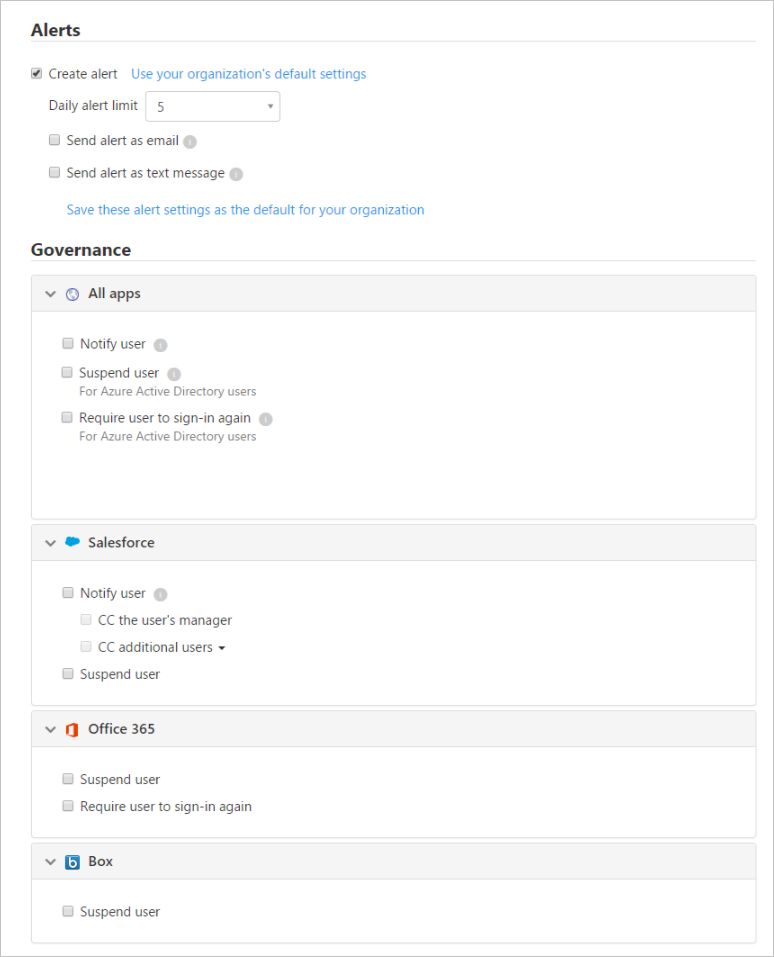 Alerts
Create alert Use your organization's default settings
Daily alert limit 5
Send alert as email
Send alert as text message
Save these alert settings as the default for your organization
Governance
All apps
Notify user
Suspend user
For Azure Active Directory users
Require user to sign-in again
For Azure Active Directory users
Salesforce
Notify user
CC the user's manager
CC additional users
Suspend user
Office 365
Suspend user
Require user to sign-in again
Box
Suspend user